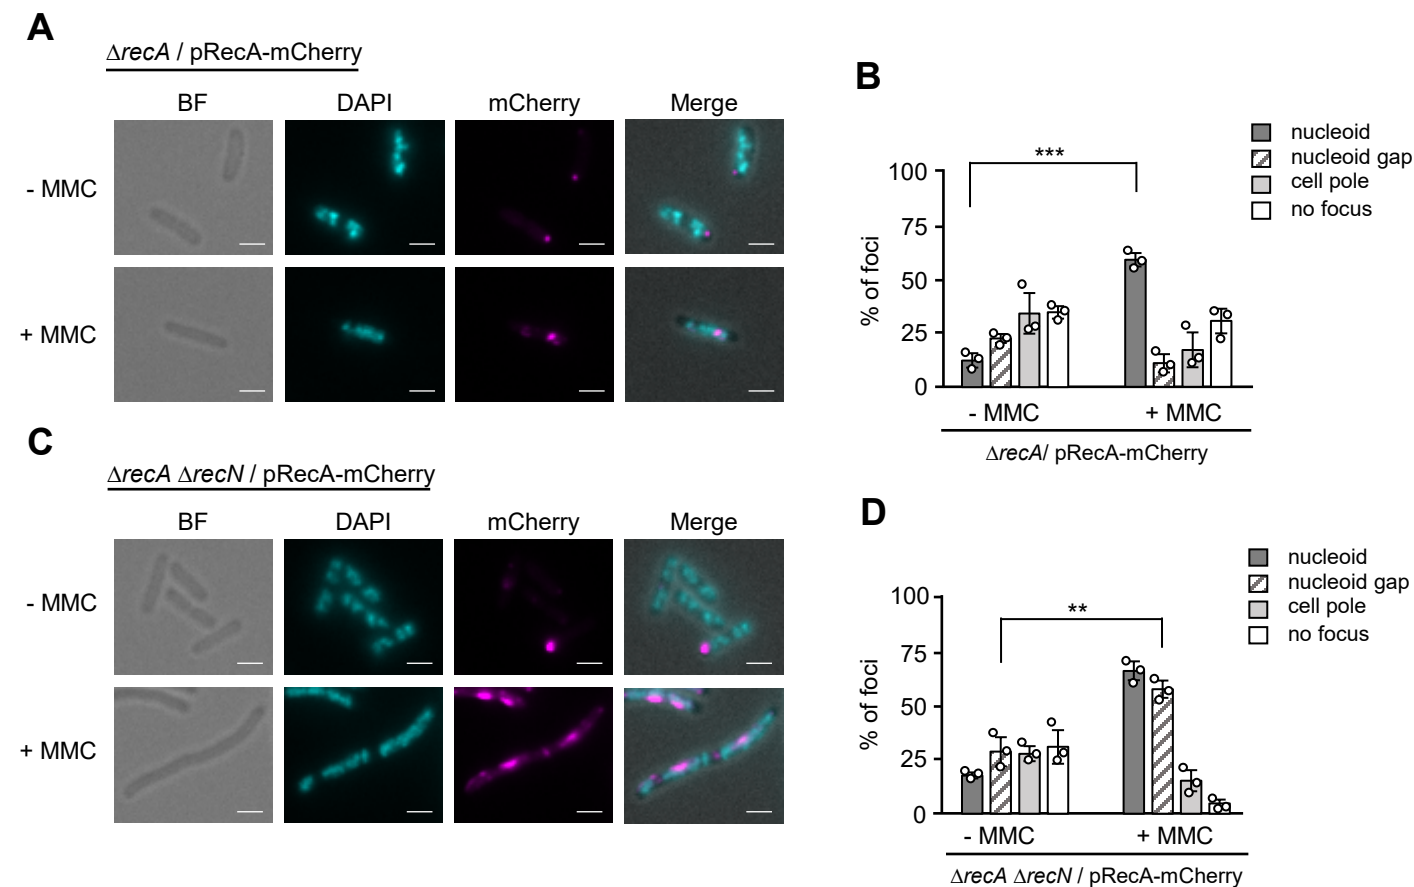 A
ΔrecA / pRecA-mCherry
BF DAPI mCherry Merge
- MMC
+ MMC
B
nucleoid
nucleoid gap
cell pole
no focus
***
100
75
50
25
0
% of foci
- MMC + MMC
ΔrecA/ pRecA-mCherry
C
ΔrecA ΔrecN / pRecA-mCherry
BF DAPI mCherry Merge
- MMC
+ MMC
D
nucleoid
nucleoid gap
cell pole
no focus
**
100
75
50
25
0
% of foci
- MMC + MMC
ΔrecA ΔrecN / pRecA-mCherry